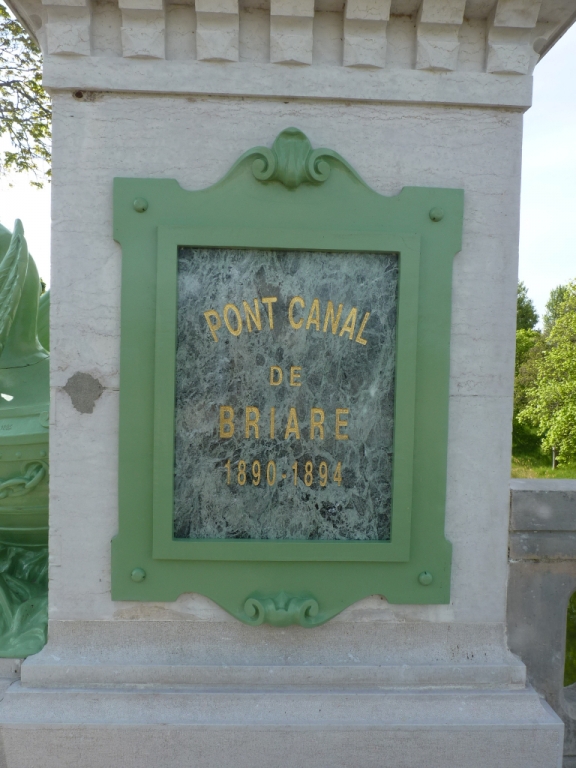 PONT CANAL
DE
BRIARE
1890-1894